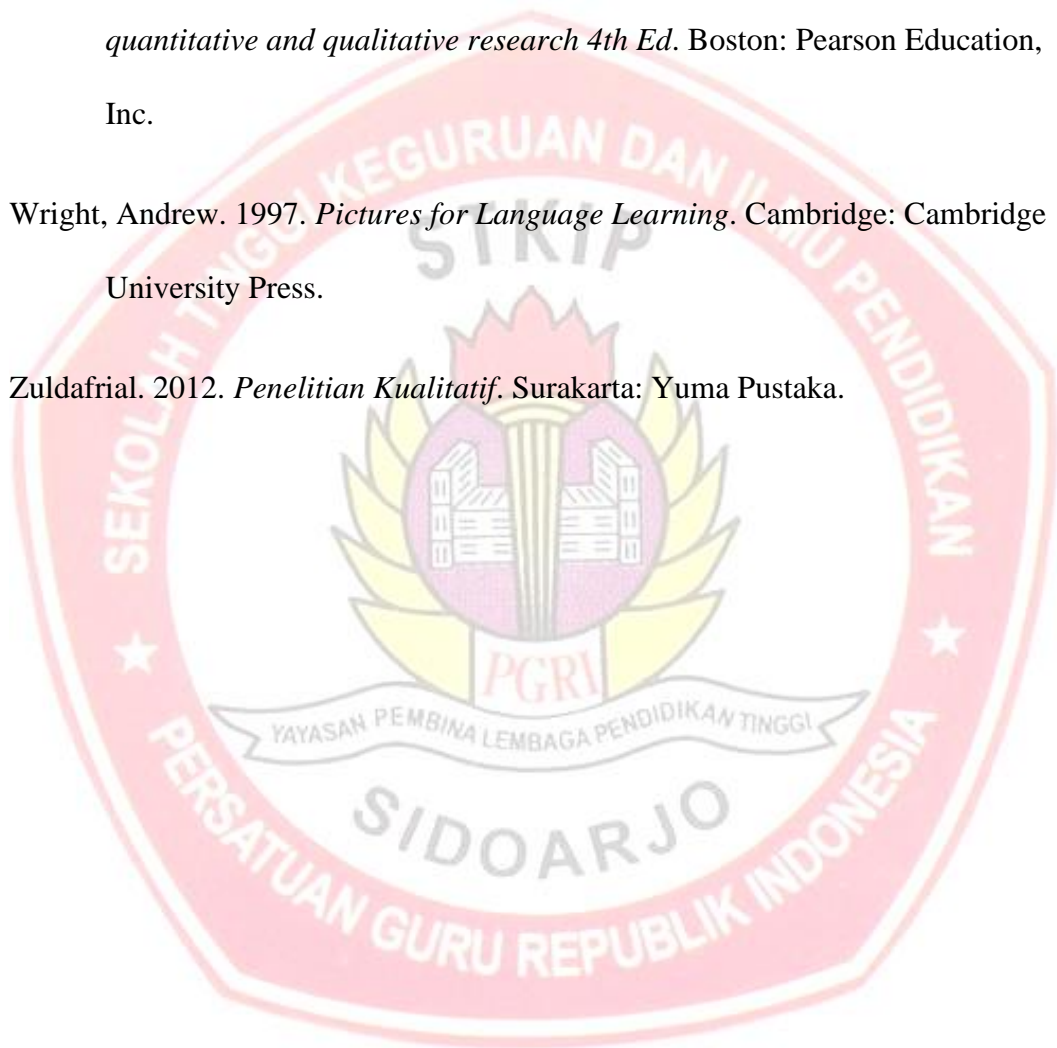 quantitative and qualitative research 4th Ed. Boston: Pearson Education,
Inc.
Wright, Andrew. 1997. Pictures for Language Learning. Cambridge: Cambridge
University Press.
Zuldafrial. 2012. Penelitian Kualitatif. Surakarta: Yuma Pustaka.
SEKOLAH TINGGI KEGURUAN DAN ILMU PENDIDIKAN
STKIP
PGRI
YAYASAN PEMBINA LEMBAGA PENDIDIKAN TINGGI
SIDOARJO
PERSATUAN GURU REPUBLIK INDONESIA